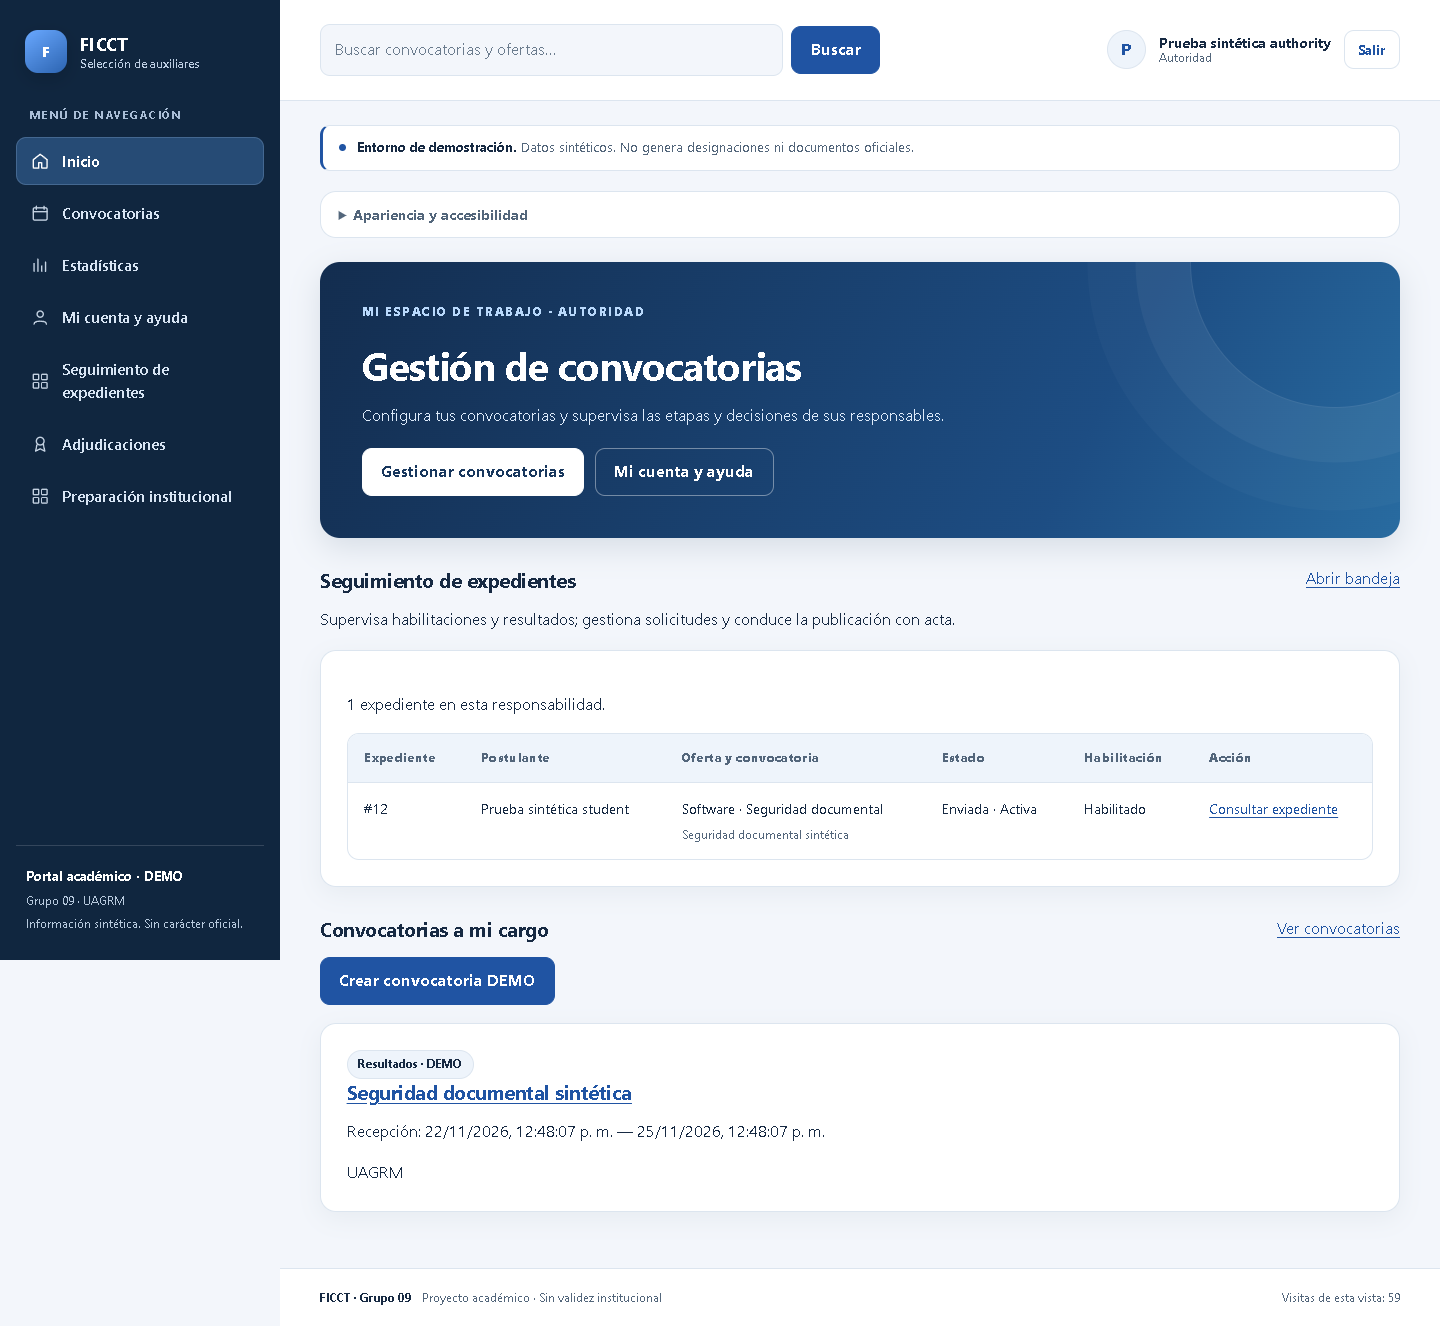 F
FICCT
Selección de auxiliares
MENÚ DE NAVEGACIÓN
Inicio
Convocatorias
Estadísticas
Mi cuenta y ayuda
Seguimiento de
expedientes
Adjudicaciones
Preparación institucional
Portal académico · DEMO
Grupo 09 · UAGRM
Información sintética. Sin carácter oficial.
Buscar convocatorias y ofertas...
Buscar
P
Prueba sintética authority
Autoridad
Salir
Entorno de demostración. Datos sintéticos. No genera designaciones ni documentos oficiales.
Apariencia y accesibilidad
MI ESPACIO DE TRABAJO - AUTORIDAD
Gestión de convocatorias
Configura tus convocatorias y supervisa las etapas y decisiones de sus responsables.
Gestionar convocatorias
Mi cuenta y ayuda
Seguimiento de expedientes
Abrir bandeja
Supervisa habilitaciones y resultados; gestiona solicitudes y conduce la publicación con acta.
1 expediente en esta responsabilidad.
Expediente Postulante Oferta y convocatoria Estado Habilitación Acción
#12 Prueba sintética student Software · Seguridad documental Enviada · Activa Habilitado Consultar expediente
Seguridad documental sintética
Convocatorias a mi cargo
Ver convocatorias
Crear convocatoria DEMO
Resultados · DEMO
Seguridad documental sintética
Recepción: 22/11/2026, 12:48:07 p. m. — 25/11/2026, 12:48:07 p. m.
UAGRM
FICCT · Grupo 09 Proyecto académico · Sin validez institucional
Visitas de esta vista: 59